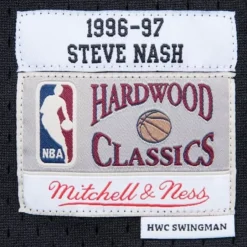 1996-97
STEVE NASH
NBA
HARDWOOD
CLASSICS
Mitchell & Ness
HWC SWINGMAN